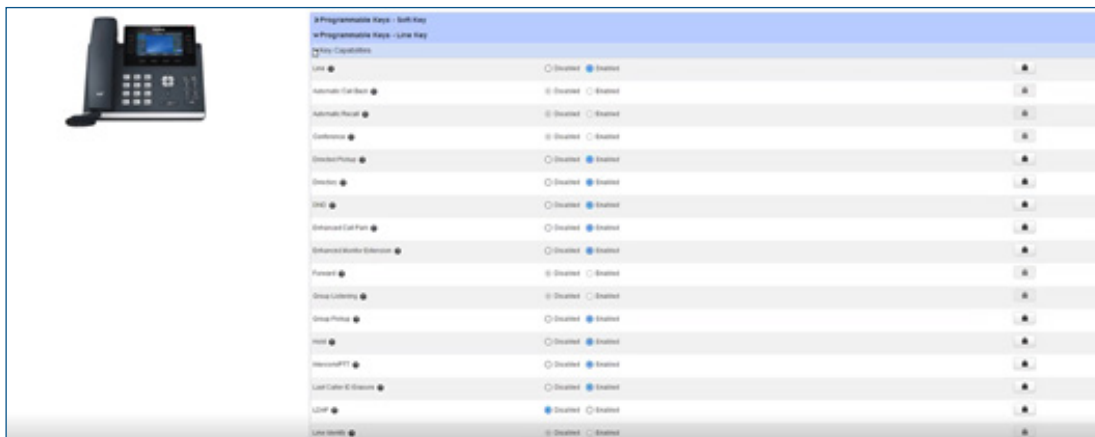 Programmable Keys - Soft Key
Programmable Keys - Line Key
Key Capabilities
Line Disabled Enabled
Automatic Call Back Disabled Enabled
Automatic Recall Disabled Enabled
Conference Disabled Enabled
Directed Pickup Disabled Enabled
Directory Disabled Enabled
DND Disabled Enabled
Enhanced Call Park Disabled Enabled
Enhanced Monitor Extension Disabled Enabled
Forward Disabled Enabled
Group Listening Disabled Enabled
Group Pickup Disabled Enabled
Hold Disabled Enabled
Intercom/PTT Disabled Enabled
Last Caller ID Erasure Disabled Enabled
LDAP Disabled Enabled
Line Identity Disabled Enabled